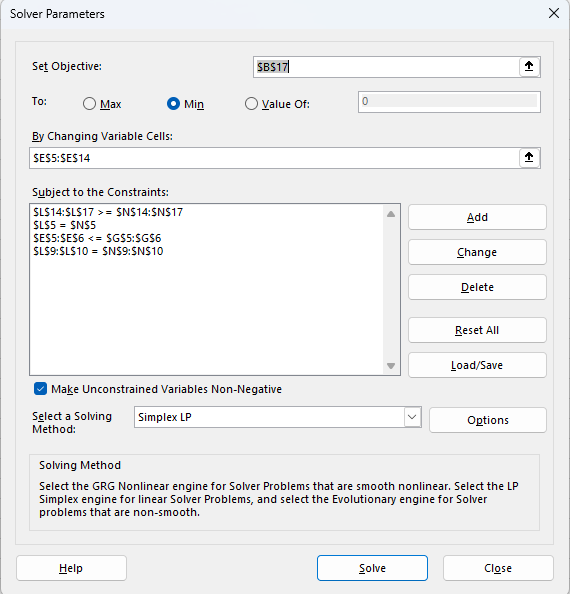 Solver Parameters
Set Objective:
$B$17
To:
Max
Min
Value Of:
0
By Changing Variable Cells:
$E$5:$E$14
Subject to the Constraints:
$L$14:$L$17 >= $N$14:$N$17
$L$5 = $N$5
$E$5:$E$6 <= $G$5:$G$6
$L$9:$L$10 = $N$9:$N$10
Add
Change
Delete
Reset All
Load/Save
Make Unconstrained Variables Non-Negative
Select a Solving
Method:
Simplex LP
Options
Solving Method
Select the GRG Nonlinear engine for Solver Problems that are smooth nonlinear. Select the LP
Simplex engine for linear Solver Problems, and select the Evolutionary engine for Solver
problems that are non-smooth.
Help
Solve
Close